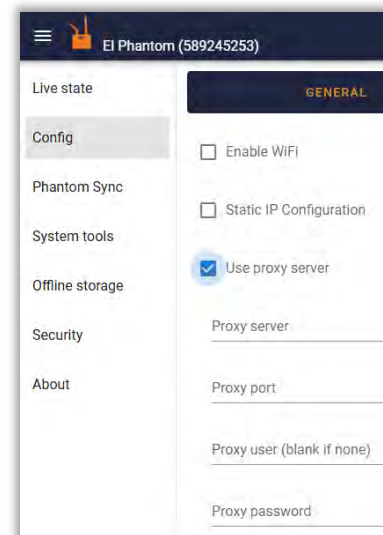 El Phantom (589245253)
Live state
Config
Phantom Sync
System tools
Offline storage
Security
About
GENERAL
Enable WiFi
Static IP Configuration
Use proxy server
Proxy server
Proxy port
Proxy user (blank if none)
Proxy password